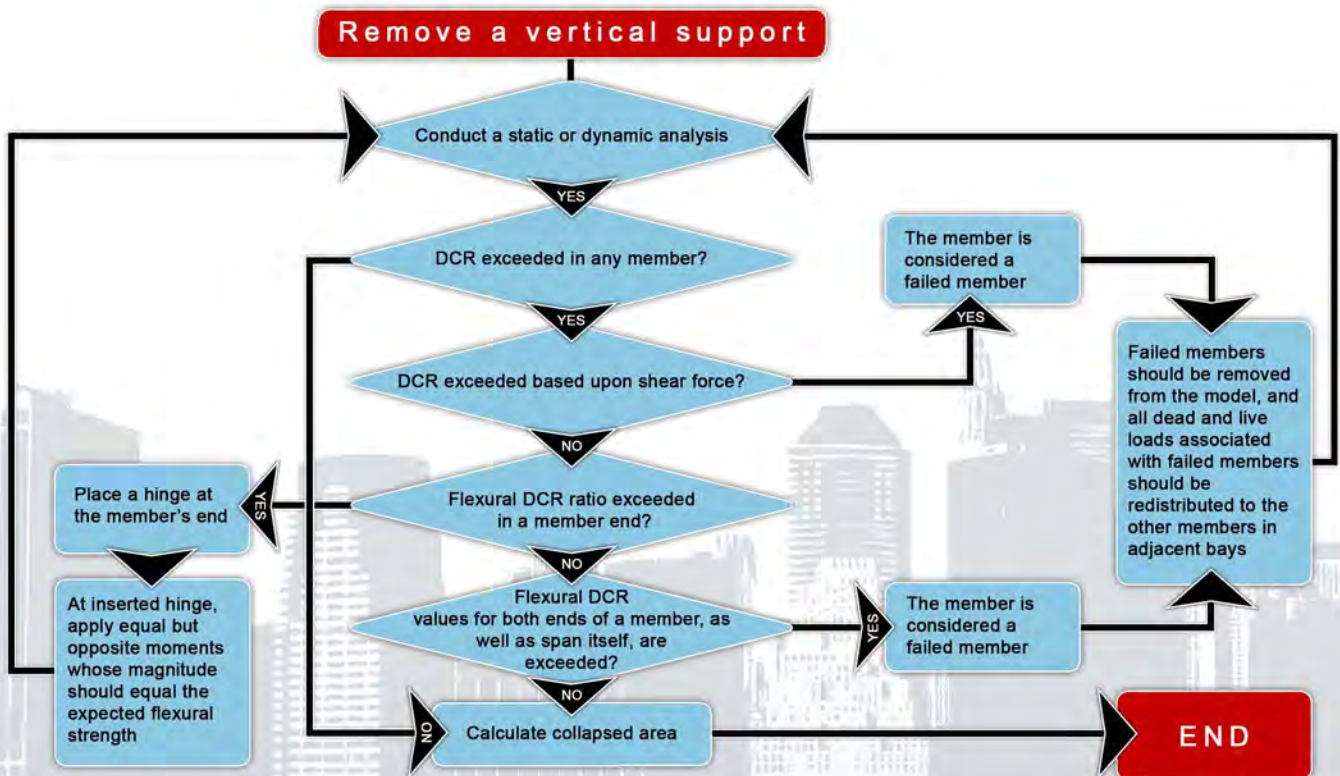 Remove a vertical support
Conduct a static or dynamic analysis
YES
DCR exceeded in any member?
YES
The member is
considered a
failed member
YES
DCR exceeded based upon shear force?
NO
Failed members
should be removed
from the model, and
all dead and live
loads associated
with failed members
should be
redistributed to the
other members in
adjacent bays
Place a hinge at
the member's end
YES
Flexural DCR ratio exceeded
in a member end?
NO
At inserted hinge,
apply equal but
opposite moments
whose magnitude
should equal the
expected flexural
strength
Flexural DCR
values for both ends of a member, as
well as span itself, are
exceeded?
YES
The member is
considered a
failed member
NO
NO
Calculate collapsed area
END